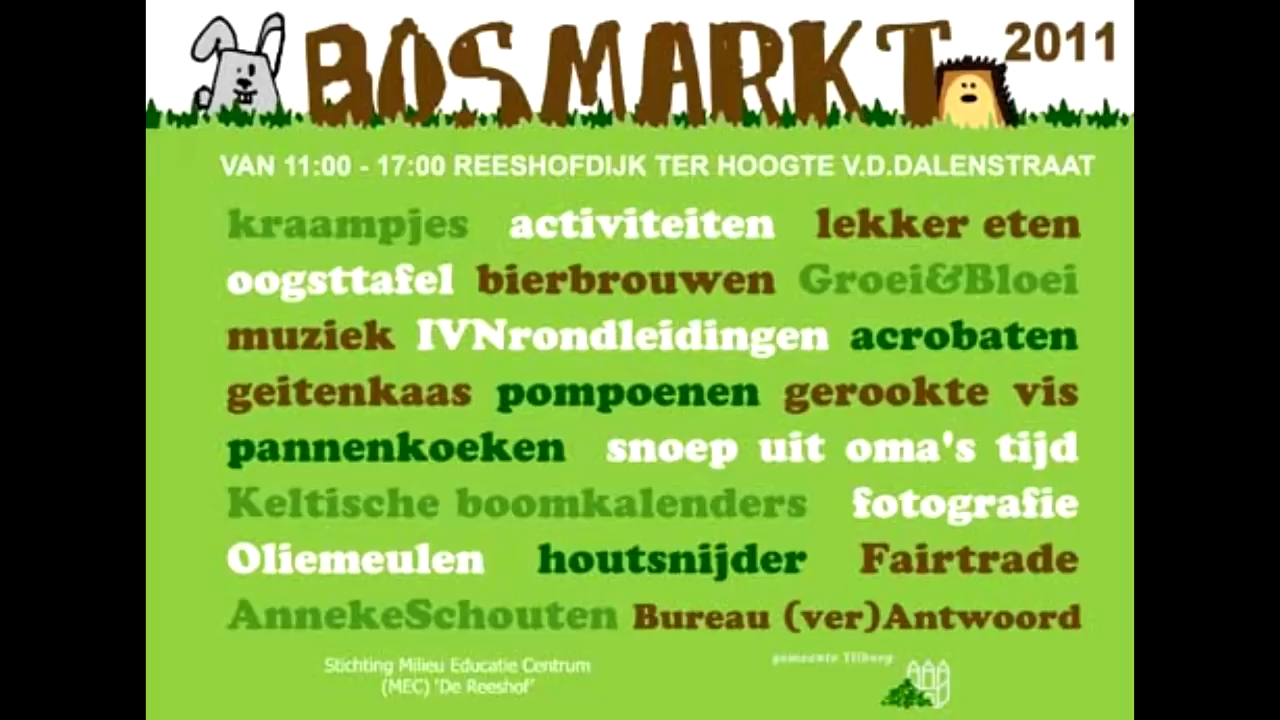 BOSMARKT 2011
VAN 11:00 - 17:00 REESHOFDIJK TER HOOGTE V.D.DALENSTRAAT
kraampjes activiteiten lekker eten
oogsttafel bierbrouwen Groei&Bloei
muziek IVNrondleidingen acrobaten
geitenkaas pompoenen gerookte vis
pannenkoeken snoep uit oma's tijd
Keltische boomkalenders fotografie
Oliemeulen houtsnijder Fairtrade
AnnekeSchouten Bureau (ver)Antwoord
Stichting Milieu Educatie Centrum
(MEC) 'De Reeshof'
gemeente Tilburg